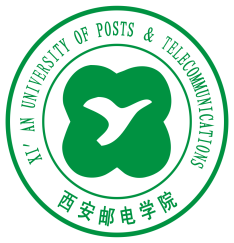 XI'AN UNIVERSITY OF POSTS & TELECOMMUNICATIONS
西安邮电学院